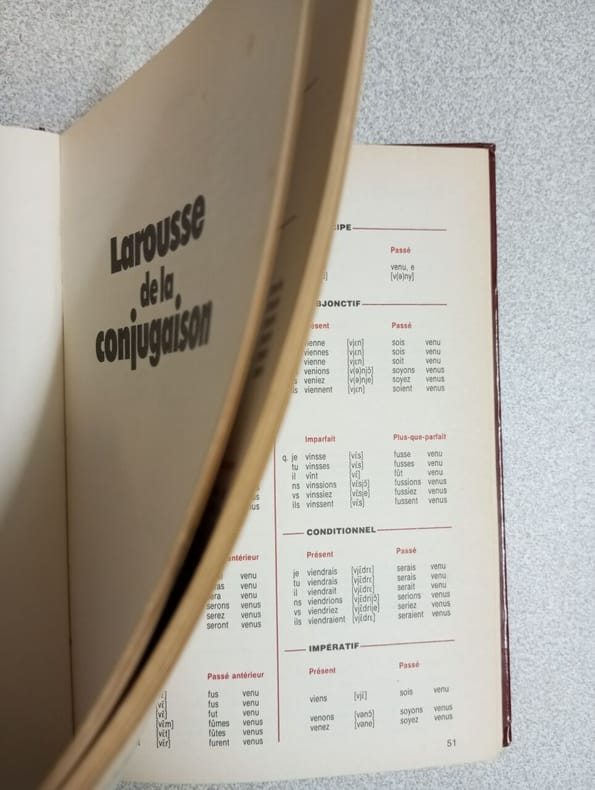 Larousse
de la
conjugaison
Passé
venu, e
[v(ə)ny]
Présent Passé
vienne [vjɛn] sois venu
viennes [vjɛn] sois venu
vienne [vjɛn] soit venu
venions [v(ə)njɔ̃] soyons venus
veniez [v(ə)nje] soyez venus
viennent [vjɛn] soient venus
Imparfait Plus-que-parfait
q. je vinsse [vɛ̃s] fusse venu
tu vinsses [vɛ̃s] fusses venu
il vînt [vɛ̃] fût venu
ns vinssions [vɛ̃sjɔ̃] fussions venus
vs vinssiez [vɛ̃sje] fussiez venus
ils vinssent [vɛ̃s] fussent venus
CONDITIONNEL
Présent Passé
je viendrais [vjɛ̃drɛ] serais venu
tu viendrais [vjɛ̃drɛ] serais venu
il viendrait [vjɛ̃drɛ] serait venu
ns viendrions [vjɛ̃drijɔ̃] serions venus
vs viendriez [vjɛ̃drije] seriez venus
ils viendraient [vjɛ̃drɛ] seraient venus
IMPÉRATIF
Présent Passé
viens [vjɛ̃] sois venu
venons [vənɔ̃] soyons venus
venez [vəne] soyez venus
antérieur
venu
venu
venu
serons venus
serez venus
seront venus
Passé antérieur
fus venu
[vɛ̃] fus venu
[vɛ̃] fut venu
[vɛ̃m] fûmes venus
[vɛ̃t] fûtes venus
[vɛ̃r] furent venus
51